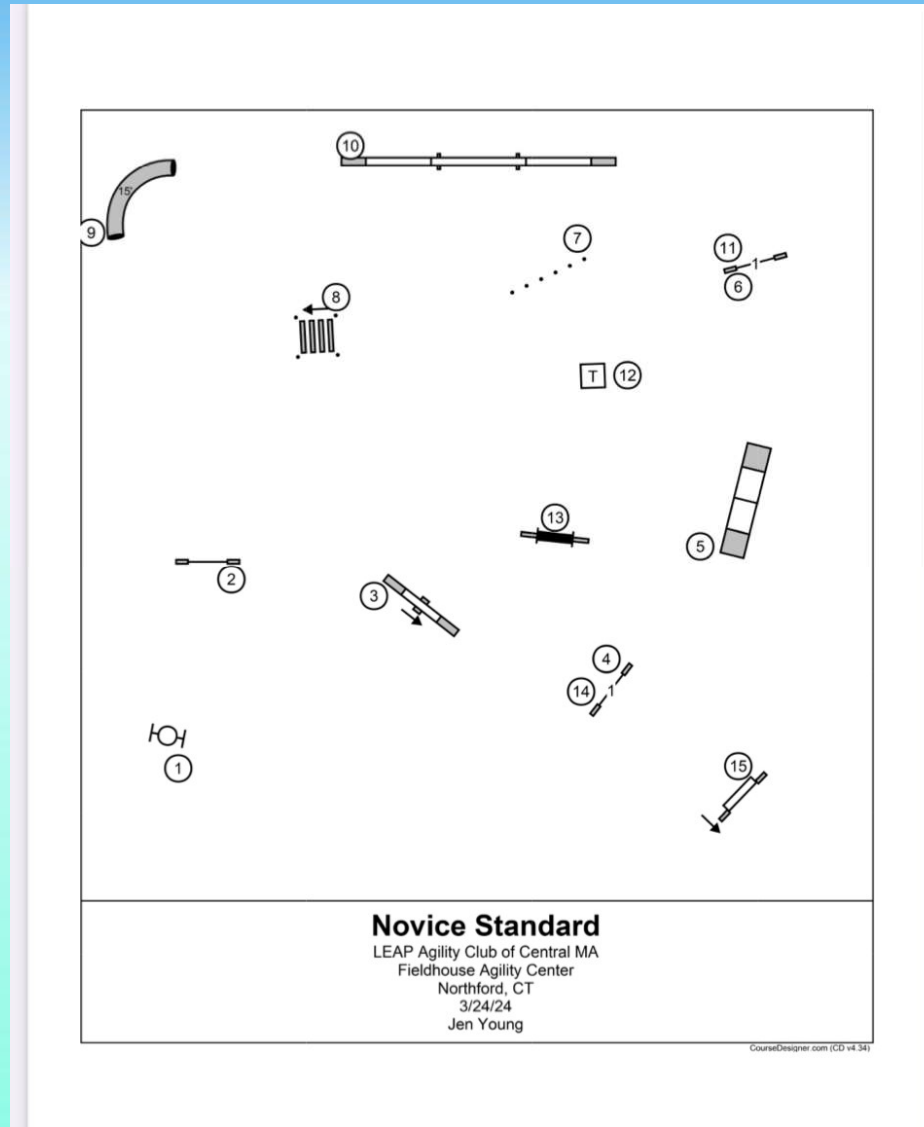 10
15'
9
7
11
1
6
8
T 12
13
5
2
3
4
14 1
1
15
Novice Standard
LEAP Agility Club of Central MA
Fieldhouse Agility Center
Northford, CT
3/24/24
Jen Young
CourseDesigner.com (CD v4.34)